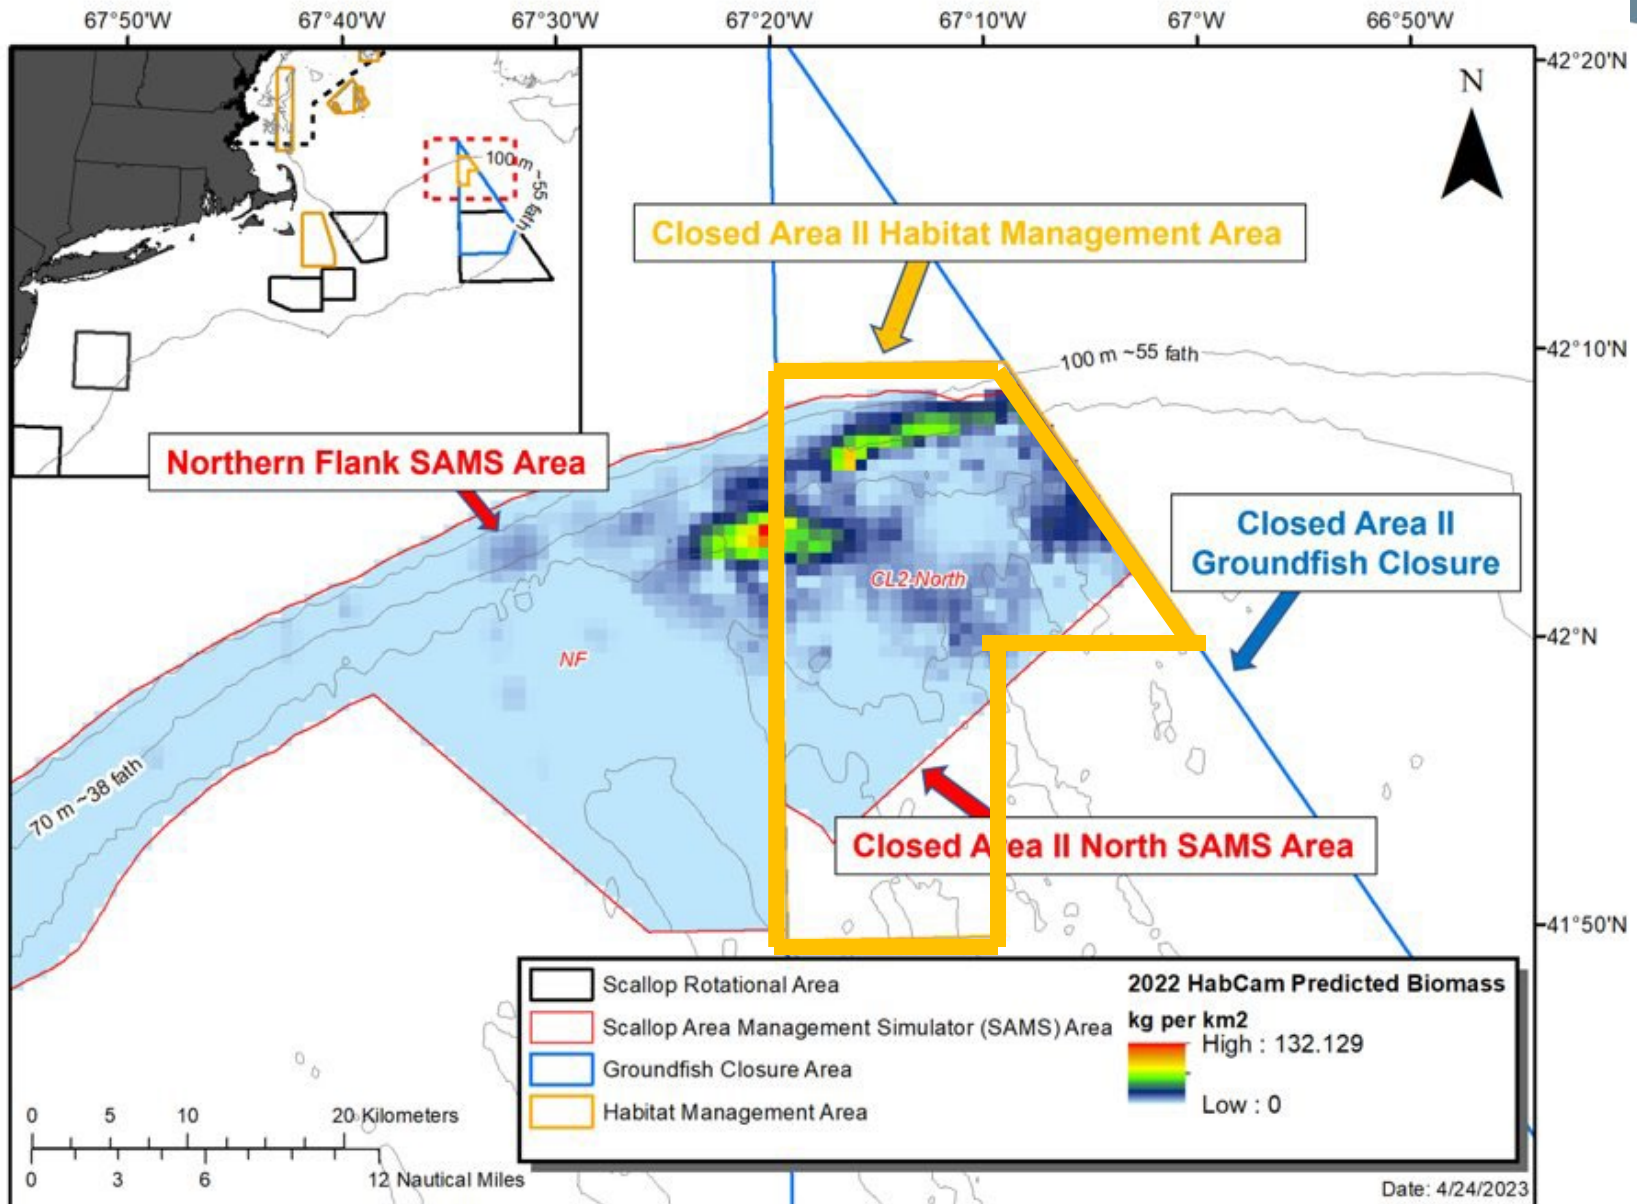 67°50'W 67°40'W 67°30'W 67°20'W 67°10'W 67°W 66°50'W
42°20'N
N
100 m ~55 fath
Closed Area II Habitat Management Area
42°10'N
100 m ~55 fath
Northern Flank SAMS Area
Closed Area II
Groundfish Closure
CL2-North
42°N
NF
70 m ~38 fath
Closed Area II North SAMS Area
41°50'N
Scallop Rotational Area
Scallop Area Management Simulator (SAMS) Area
Groundfish Closure Area
Habitat Management Area
2022 HabCam Predicted Biomass
kg per km2
High : 132.129
Low : 0
0 5 10 20 Kilometers
0 3 6 12 Nautical Miles
Date: 4/24/2023